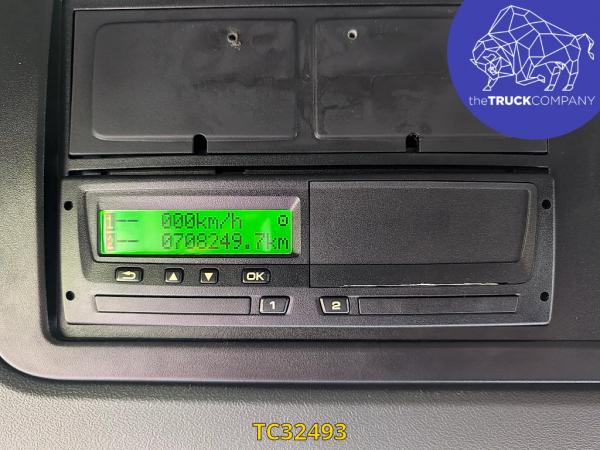 theTRUCKCOMPANY
000km/h
0708249.7km
OK
1
2
TC32493